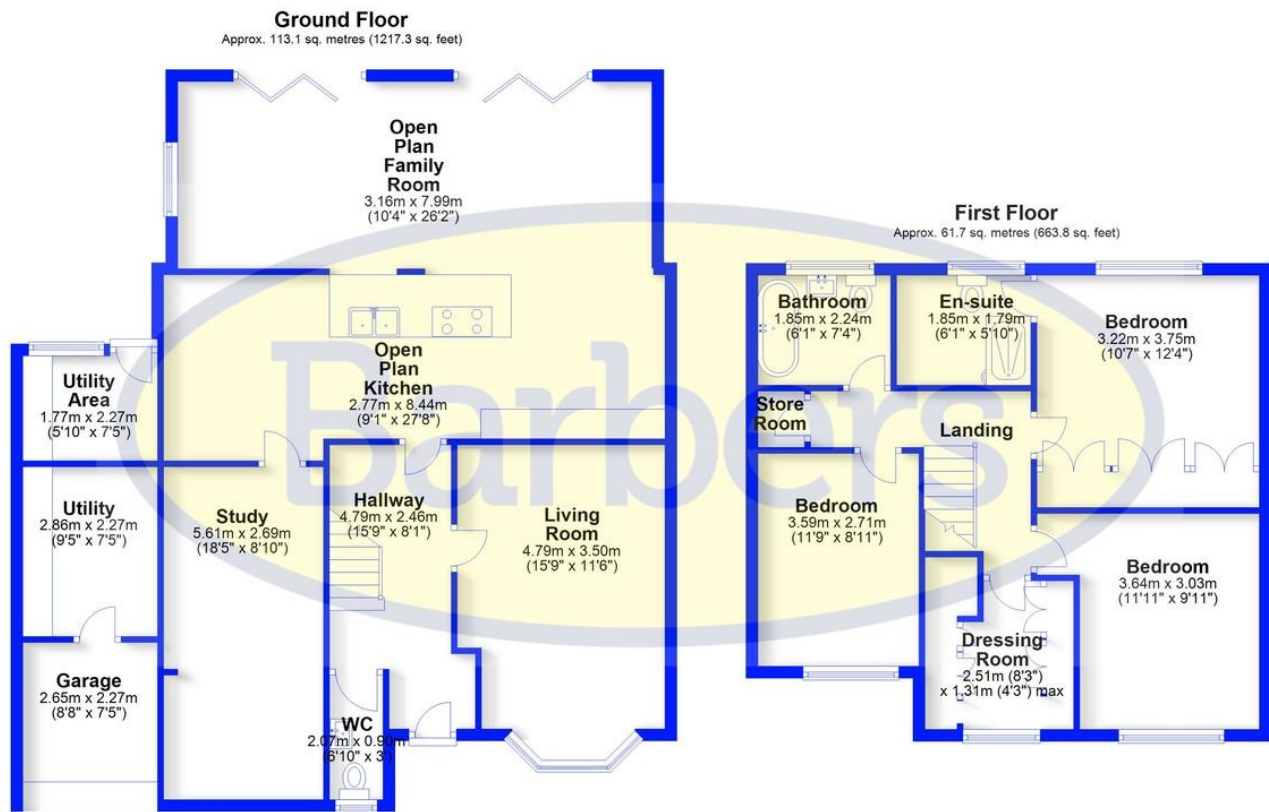 Ground Floor
Approx. 113.1 sq. metres (1217.3 sq. feet)
Open
Plan
Family
Room
3.16m x 7.99m
(10'4" x 26'2")
Open
Plan
Kitchen
2.77m x 8.44m
(9'1" x 27'8")
Utility
Area
1.77m x 2.27m
(5'10" x 7'5")
Utility
2.86m x 2.27m
(9'5" x 7'5")
Garage
2.65m x 2.27m
(8'8" x 7'5")
Study
5.61m x 2.69m
(18'5" x 8'10")
Hallway
4.79m x 2.46m
(15'9" x 8'1")
Living
Room
4.79m x 3.50m
(15'9" x 11'6")
WC
2.07m x 0.90m
(6'10" x 3')
First Floor
Approx. 61.7 sq. metres (663.8 sq. feet)
Bathroom
1.85m x 2.24m
(6'1" x 7'4")
En-suite
1.85m x 1.79m
(6'1" x 5'10")
Bedroom
3.22m x 3.75m
(10'7" x 12'4")
Store
Room
Landing
Bedroom
3.59m x 2.71m
(11'9" x 8'11")
Bedroom
3.64m x 3.03m
(11'11" x 9'11")
Dressing
Room
2.51m (8'3")
x 1.31m (4'3") max
Barbers